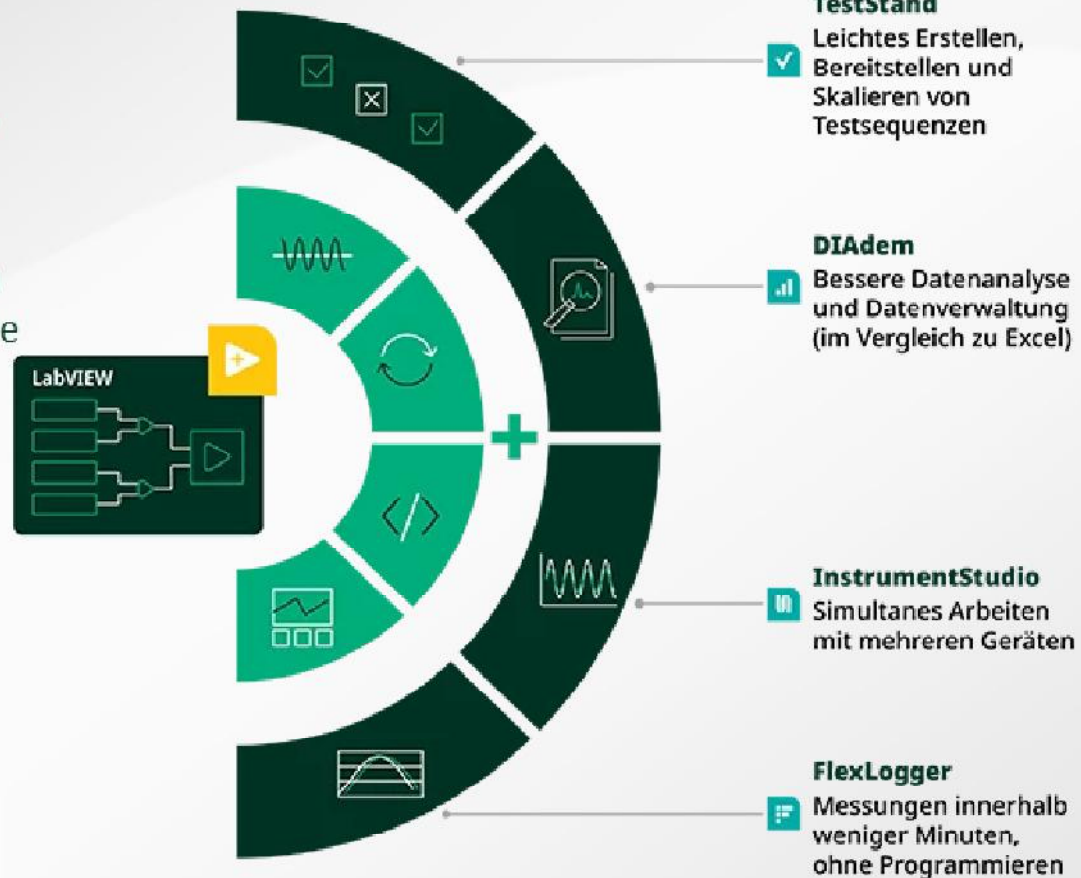 TestStand
Leichtes Erstellen,
Bereitstellen und
Skalieren von
Testsequenzen
DIAdem
Bessere Datenanalyse
und Datenverwaltung
(im Vergleich zu Excel)
e
LabVIEW
InstrumentStudio
Simultanes Arbeiten
mit mehreren Geräten
FlexLogger
Messungen innerhalb
weniger Minuten,
ohne Programmieren